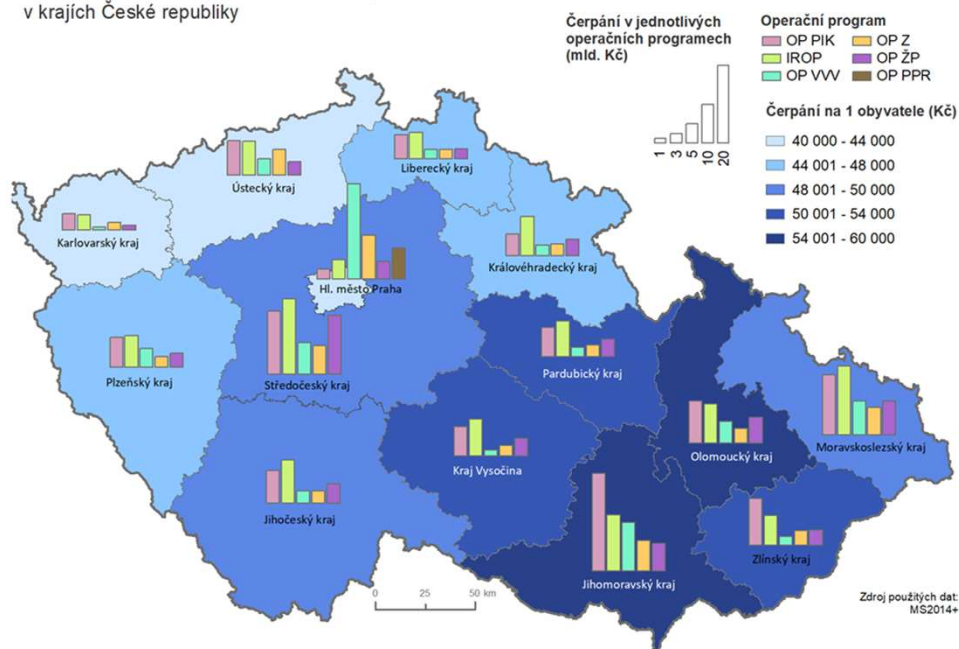 v krajích České republiky
Čerpání v jednotlivých
operačních programech
(mld. Kč)
1 3 5 10 20
Operační program
OP PIK OP Z
IROP OP ŽP
OP VVV OP PPR
Čerpání na 1 obyvatele (Kč)
40 000 - 44 000
44 001 - 48 000
48 001 - 50 000
50 001 - 54 000
54 001 - 60 000
Liberecký kraj
Ústecký kraj
Karlovarský kraj
Královéhradecký kraj
Hl. město Praha
Plzeňský kraj
Středočeský kraj
Pardubický kraj
Moravskoslezský kraj
Olomoucký kraj
Kraj Vysočina
Jihočeský kraj
Zlínský kraj
Jihomoravský kraj
0 25 50 km
Zdroj použitých dat:
MS2014+